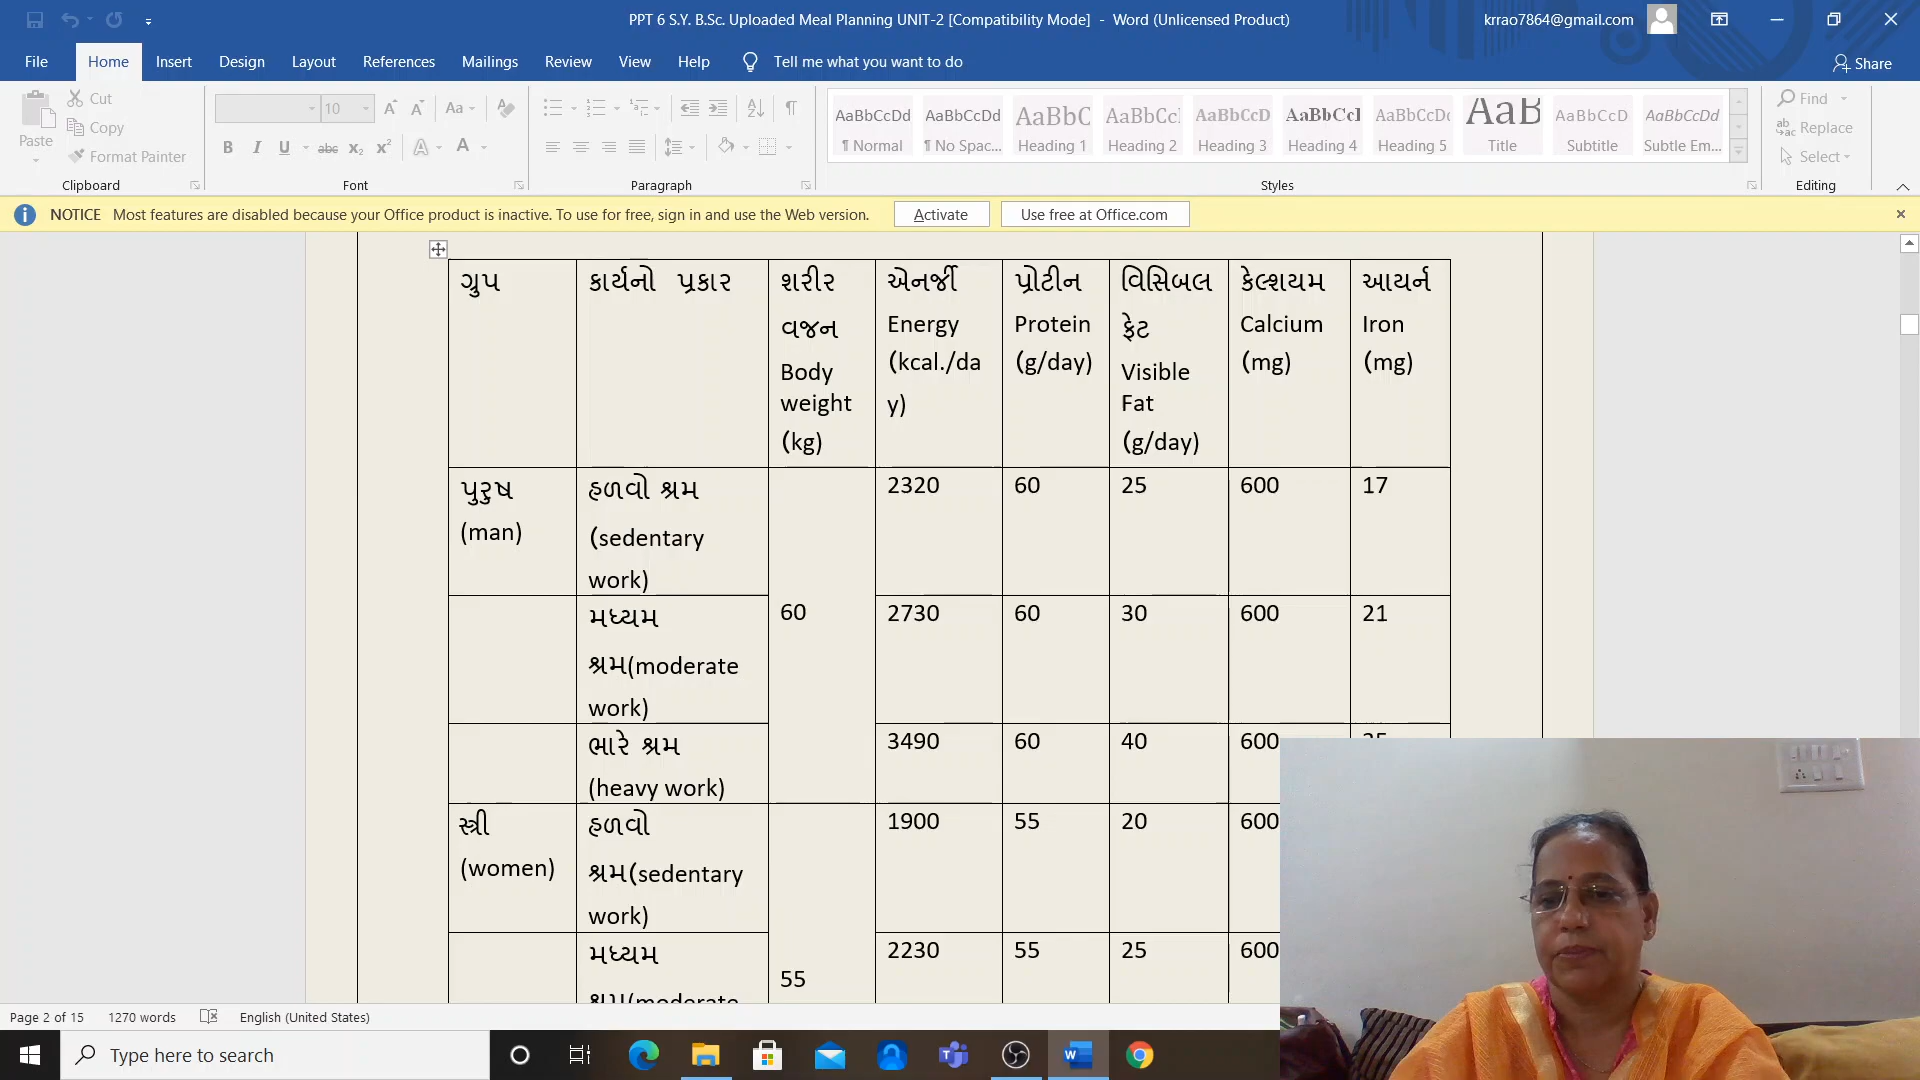 PPT 6 S.Y. B.Sc. Uploaded Meal Planning UNIT-2 [Compatibility Mode] - Word (Unlicensed Product)
krrao7864@gmail.com
File Home Insert Design Layout References Mailings Review View Help Tell me what you want to do
Share
Paste
Cut
Copy
Format Painter
Clipboard
10
Aa
B I U abc x₂ x²
A A
Font
Paragraph
AaBbCcDd AaBbCcDd AaBbC AaBbCcI AaBbCcD AaBbCcI AaBbCcDc AaB AaBbCcD AaBbCcDd
¶ Normal ¶ No Spac... Heading 1 Heading 2 Heading 3 Heading 4 Heading 5 Title Subtitle Subtle Em...
Styles
Find
Replace
Select
Editing
NOTICE Most features are disabled because your Office product is inactive. To use for free, sign in and use the Web version. Activate Use free at Office.com
ગ્રુપ
કાર્યનો પ્રકાર
શરીર
વજન
Body
weight
(kg)
એનર્જી
Energy
(kcal./da
y)
પ્રોટીન
Protein
(g/day)
વિસિબલ
ફેટ
Visible
Fat
(g/day)
કેલ્શયમ
Calcium
(mg)
આયર્ન
Iron
(mg)
પુરુષ
(man)
હળવો શ્રમ
(sedentary
work)
60
2320 60 25 600 17
મધ્યમ
શ્રમ(moderate
work)
2730 60 30 600 21
ભારે શ્રમ
(heavy work)
3490 60 40 600
સ્ત્રી
(women)
હળવો
શ્રમ(sedentary
work)
55
1900 55 20 600
મધ્યમ
શ્રમ(moderate
2230 55 25 600
Page 2 of 15 1270 words English (United States)
Type here to search